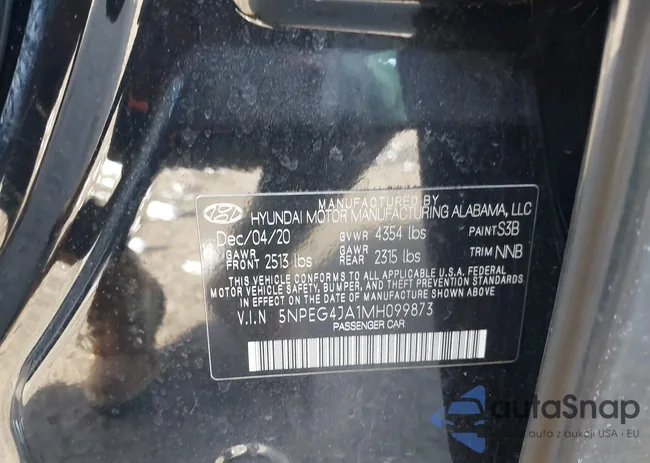 MANUFACTURED BY
HYUNDAI MOTOR MANUFACTURING ALABAMA, LLC
Dec/04/20 GVWR 4354 lbs PAINT S3B
GAWR FRONT 2513 lbs GAWR REAR 2315 lbs TRIM NNB
THIS VEHICLE CONFORMS TO ALL APPLICABLE U.S.A. FEDERAL
MOTOR VEHICLE SAFETY, BUMPER, AND THEFT PREVENTION STANDARDS
IN EFFECT ON THE DATE OF MANUFACTURE SHOWN ABOVE.
V.I.N 5NPEG4JA1MH099873
PASSENGER CAR
autaSnap
auta z aukcji USA i EU